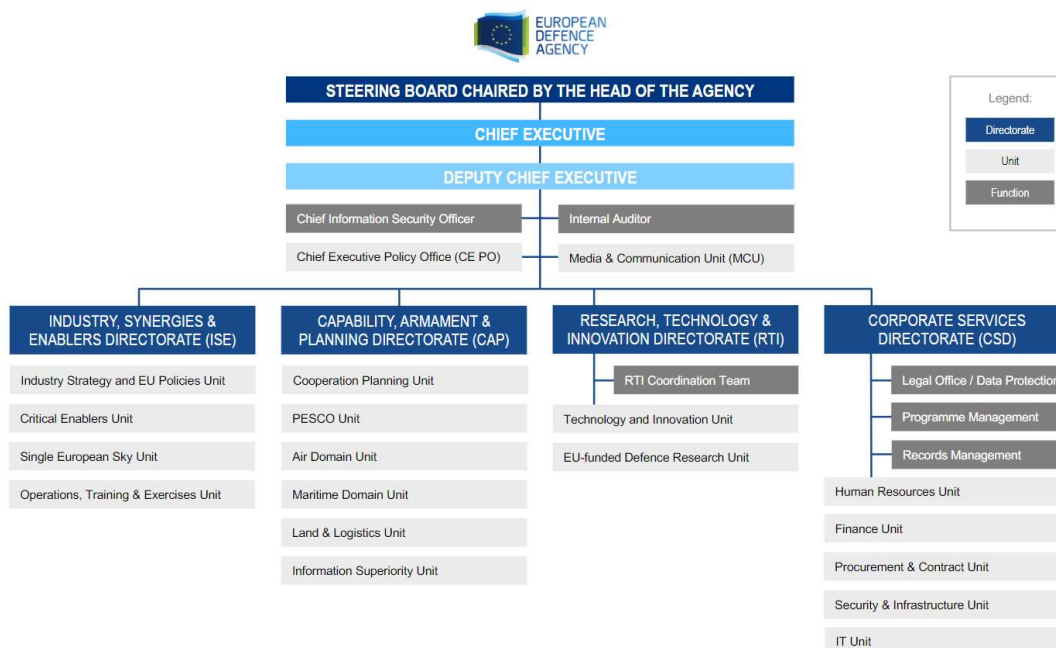 EUROPEAN
DEFENCE
AGENCY
STEERING BOARD CHAIRED BY THE HEAD OF THE AGENCY
CHIEF EXECUTIVE
DEPUTY CHIEF EXECUTIVE
Chief Information Security Officer
Internal Auditor
Chief Executive Policy Office (CE PO)
Media & Communication Unit (MCU)
Legend:
Directorate
Unit
Function
INDUSTRY, SYNERGIES &
ENABLERS DIRECTORATE (ISE)
Industry Strategy and EU Policies Unit
Critical Enablers Unit
Single European Sky Unit
Operations, Training & Exercises Unit
CAPABILITY, ARMAMENT &
PLANNING DIRECTORATE (CAP)
Cooperation Planning Unit
PESCO Unit
Air Domain Unit
Maritime Domain Unit
Land & Logistics Unit
Information Superiority Unit
RESEARCH, TECHNOLOGY &
INNOVATION DIRECTORATE (RTI)
RTI Coordination Team
Technology and Innovation Unit
EU-funded Defence Research Unit
CORPORATE SERVICES
DIRECTORATE (CSD)
Legal Office / Data Protection
Programme Management
Records Management
Human Resources Unit
Finance Unit
Procurement & Contract Unit
Security & Infrastructure Unit
IT Unit